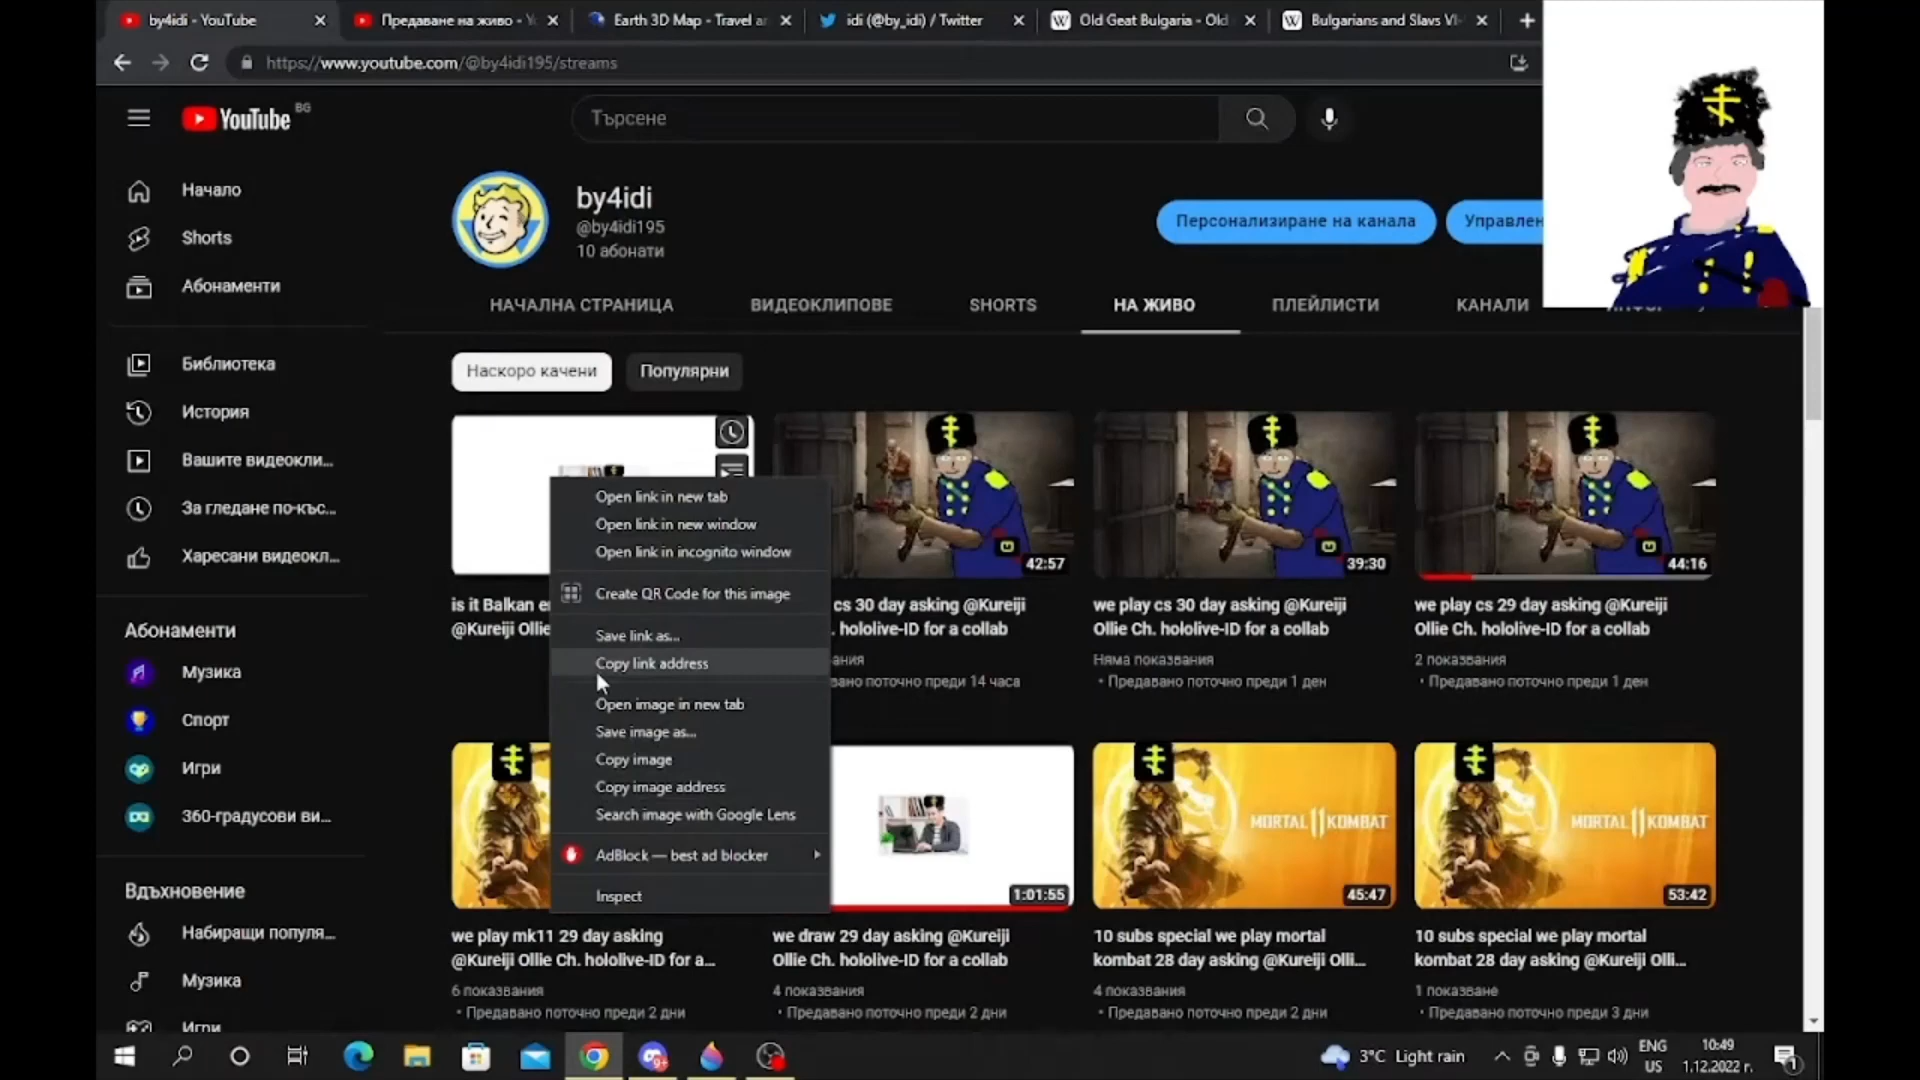 by4idi - YouTube
Предаване на живо - Y
Earth 3D Map - Travel a
idi (@by_idi) / Twitter
Old Geat Bulgaria - Old
Bulgarians and Slavs VI-
https://www.youtube.com/@by4idi195/streams
YouTube BG
Търсене
by4idi
@by4idi195
10 абонати
Персонализиране на канала
Управлен
НАЧАЛНА СТРАНИЦА
ВИДЕОКЛИПОВЕ
SHORTS
НА ЖИВО
ПЛЕЙЛИСТИ
КАНАЛИ
Наскоро качени
Популярни
Начало
Shorts
Абонаменти
Библиотека
История
Вашите видеокли...
За гледане по-къс...
Харесани видеокл...
Абонаменти
Музика
Спорт
Игри
360-градусови ви...
Вдъхновение
Набиращи популя...
Музика
Игри
Open link in new tab
Open link in new window
Open link in incognito window
Create QR Code for this image
Save link as...
Copy link address
Open image in new tab
Save image as...
Copy image
Copy image address
Search image with Google Lens
AdBlock — best ad blocker
Inspect
42:57
39:30
44:16
is it Balkan
@Kureiji Ollie
cs 30 day asking @Kureiji
. hololive-ID for a collab
вано поточно преди 14 часа
we play cs 30 day asking @Kureiji
Ollie Ch. hololive-ID for a collab
Няма показвания
• Предавано поточно преди 1 ден
we play cs 29 day asking @Kureiji
Ollie Ch. hololive-ID for a collab
2 показвания
• Предавано поточно преди 1 ден
1:01:55
MORTAL KOMBAT 11
45:47
MORTAL KOMBAT 11
53:42
we play mk11 29 day asking
@Kureiji Ollie Ch. hololive-ID for a...
6 показвания
• Предавано поточно преди 2 дни
we draw 29 day asking @Kureiji
Ollie Ch. hololive-ID for a collab
4 показвания
• Предавано поточно преди 2 дни
10 subs special we play mortal
kombat 28 day asking @Kureiji Olli...
4 показвания
• Предавано поточно преди 2 дни
10 subs special we play mortal
kombat 28 day asking @Kureiji Olli...
1 показване
• Предавано поточно преди 3 дни
9+
3°C Light rain
ENG
US
10:49
1.12.2022 г.
1